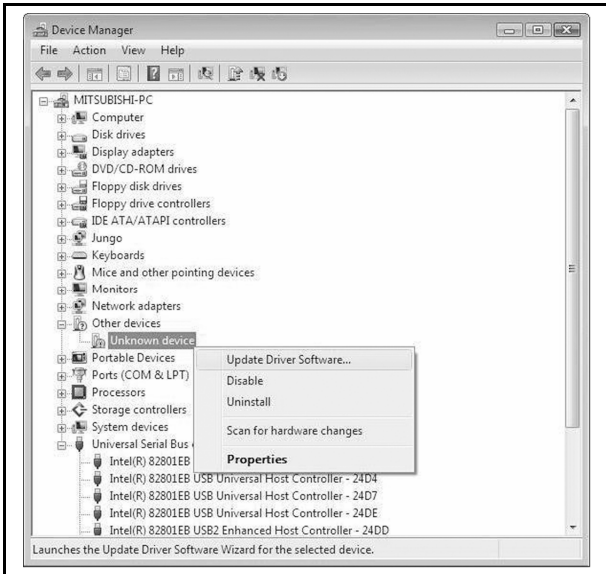 Device Manager
File Action View Help
MITSUBISHI-PC
Computer
Disk drives
Display adapters
DVD/CD-ROM drives
Floppy disk drives
Floppy drive controllers
IDE ATA/ATAPI controllers
Jungo
Keyboards
Mice and other pointing devices
Monitors
Network adapters
Other devices
Unknown device
Portable Devices
Ports (COM & LPT)
Processors
Storage controllers
System devices
Universal Serial Bus
Update Driver Software...
Disable
Uninstall
Scan for hardware changes
Properties
Intel(R) 82801EB
Intel(R) 82801EB USB Universal Host Controller - 24D4
Intel(R) 82801EB USB Universal Host Controller - 24D7
Intel(R) 82801EB USB Universal Host Controller - 24DE
Intel(R) 82801EB USB2 Enhanced Host Controller - 24DD
Launches the Update Driver Software Wizard for the selected device.